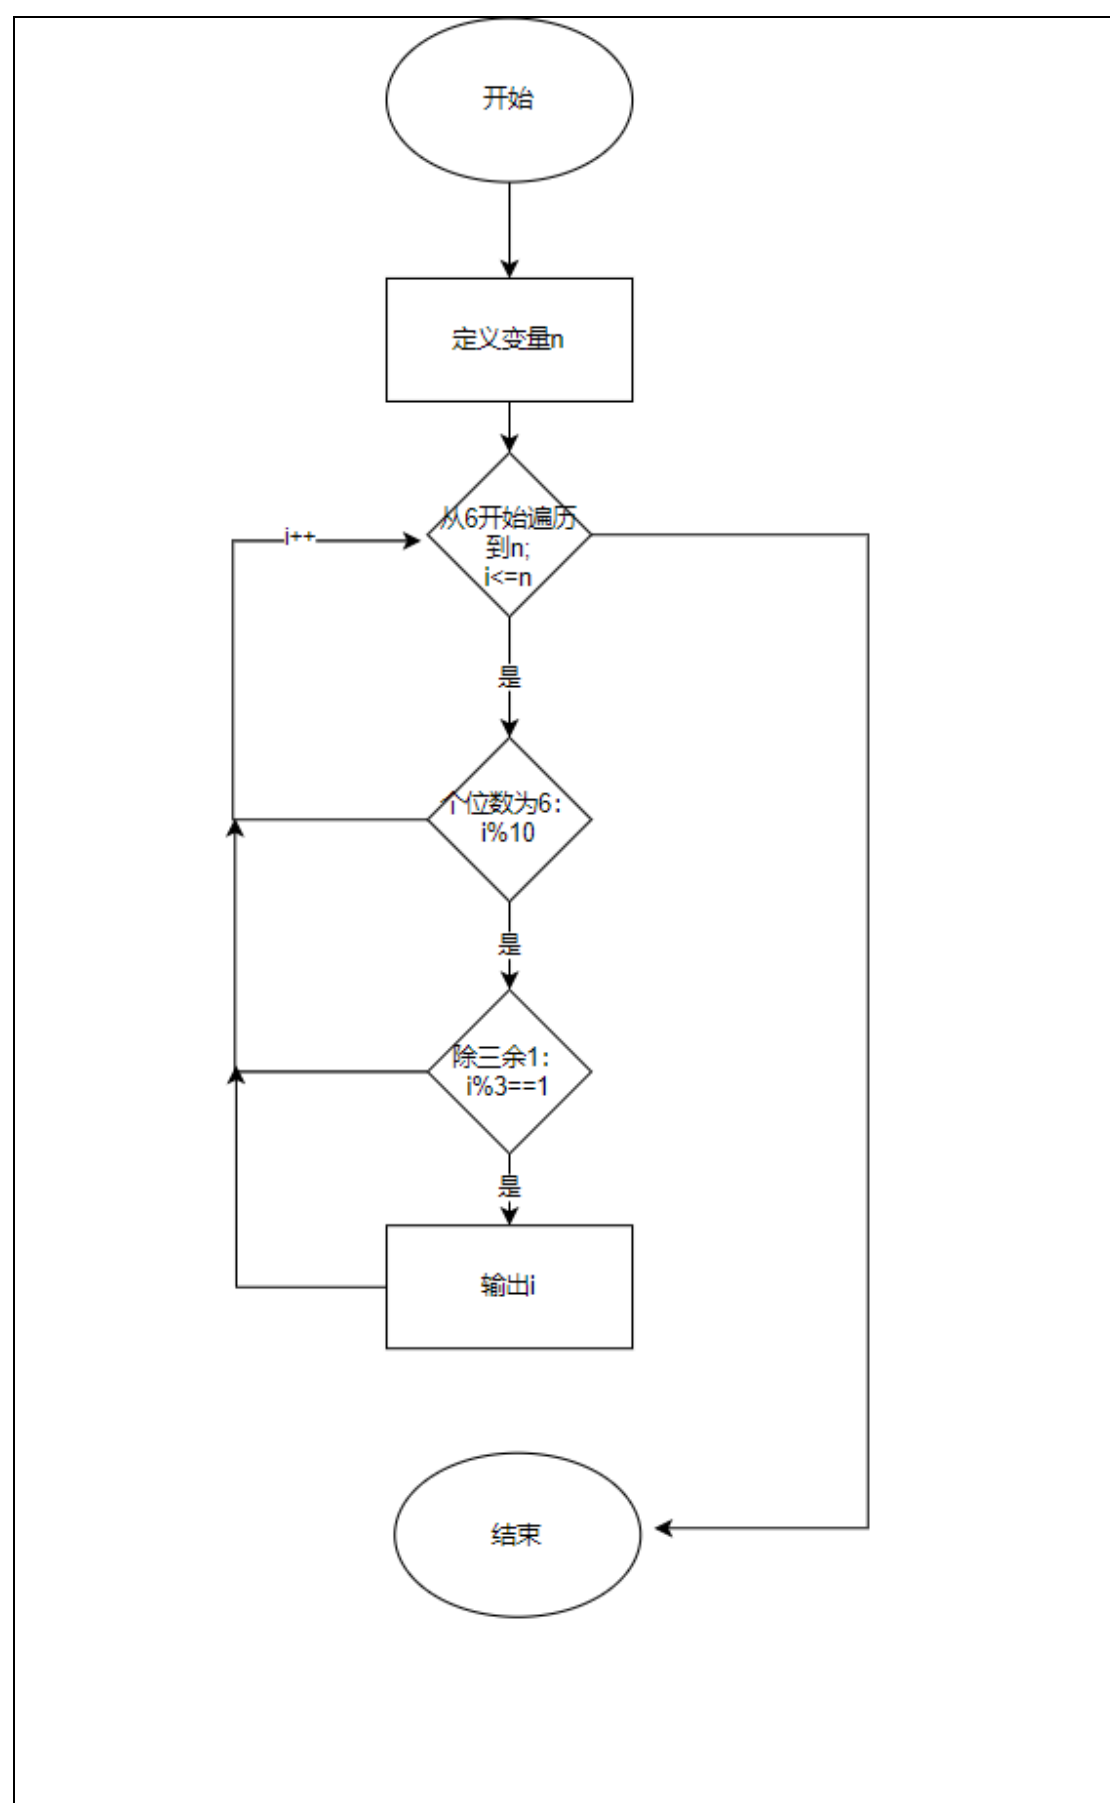 开始
定义变量n
从6开始遍历
到n;
i<=n
i++
是
个位数为6：
i%10
是
除三余1：
i%3==1
是
输出i
结束